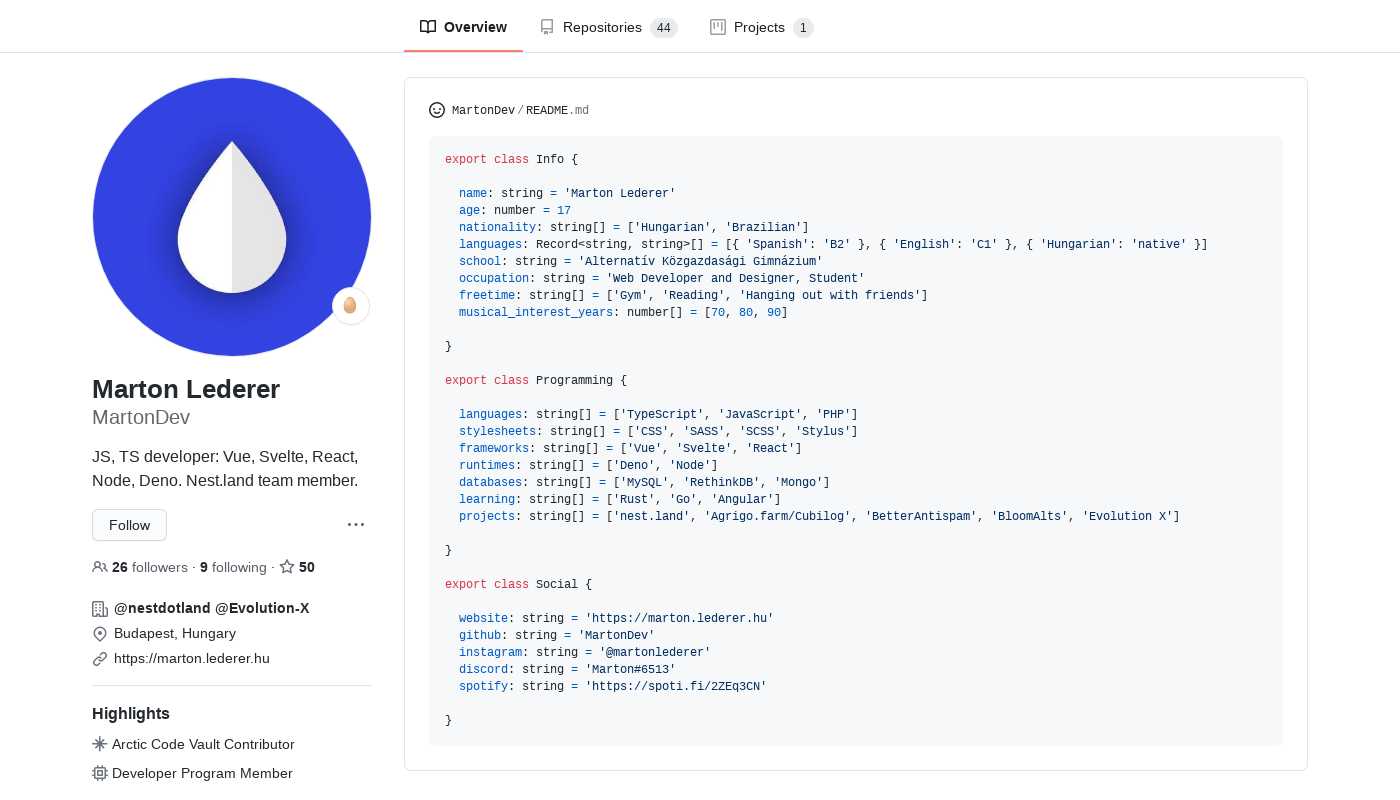 Overview
Repositories 44
Projects 1
Marton Lederer
MartonDev
JS, TS developer: Vue, Svelte, React,
Node, Deno. Nest.land team member.
Follow
26 followers · 9 following · 50
@nestdotland @Evolution-X
Budapest, Hungary
https://marton.lederer.hu
Highlights
Arctic Code Vault Contributor
Developer Program Member
MartonDev/README.md
export class Info {
  name: string = 'Marton Lederer'
  age: number = 17
  nationality: string[] = ['Hungarian', 'Brazilian']
  languages: Record<string, string>[] = [{ 'Spanish': 'B2' }, { 'English': 'C1' }, { 'Hungarian': 'native' }]
  school: string = 'Alternatív Közgazdasági Gimnázium'
  occupation: string = 'Web Developer and Designer, Student'
  freetime: string[] = ['Gym', 'Reading', 'Hanging out with friends']
  musical_interest_years: number[] = [70, 80, 90]
}
export class Programming {
  languages: string[] = ['TypeScript', 'JavaScript', 'PHP']
  stylesheets: string[] = ['CSS', 'SASS', 'SCSS', 'Stylus']
  frameworks: string[] = ['Vue', 'Svelte', 'React']
  runtimes: string[] = ['Deno', 'Node']
  databases: string[] = ['MySQL', 'RethinkDB', 'Mongo']
  learning: string[] = ['Rust', 'Go', 'Angular']
  projects: string[] = ['nest.land', 'Agrigo.farm/Cubilog', 'BetterAntispam', 'BloomAlts', 'Evolution X']
}
export class Social {
  website: string = 'https://marton.lederer.hu'
  github: string = 'MartonDev'
  instagram: string = '@martonlederer'
  discord: string = 'Marton#6513'
  spotify: string = 'https://spoti.fi/2ZEq3CN'
}